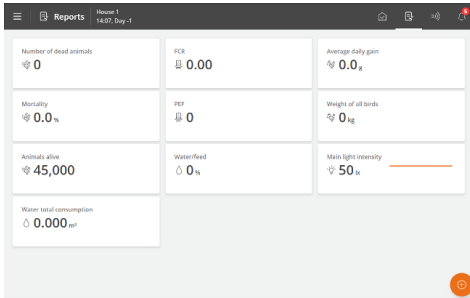 Reports
House 1
14:07, Day -1
Number of dead animals
0
FCR
0.00
Average daily gain
0.0 g
Mortality
0.0 %
PEF
0
Weight of all birds
0 kg
Animals alive
45,000
Water/feed
0 %
Main light intensity
50 lx
Water total consumption
0.000 m³